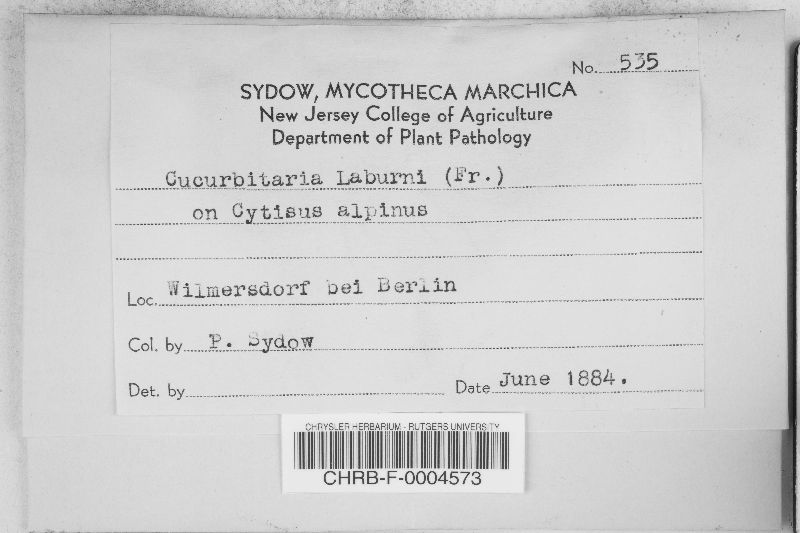 No. 535
SYDOW, MYCOTHECA MARCHICA
New Jersey College of Agriculture
Department of Plant Pathology
Cucurbitaria Laburni (Fr.)
on Cytisus alpinus
Loc. Wilmersdorf bei Berlin
Col. by P. Sydow
Det. by
Date June 1884.
CHRYSLER HERBARIUM - RUTGERS UNIVERSITY
CHRB-F-0004573